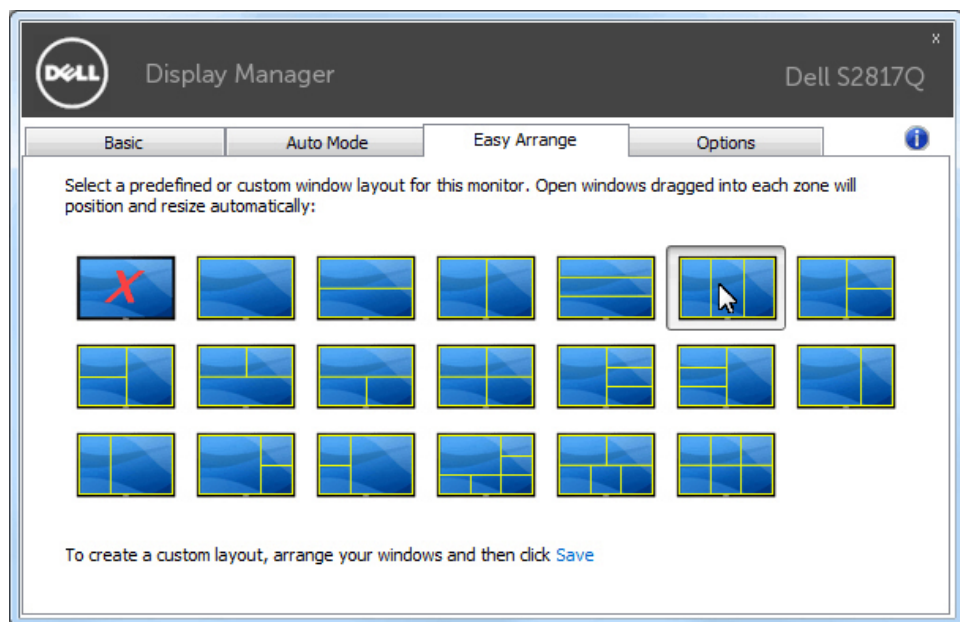 x
DELL
Display Manager
Dell S2817Q
Basic
Auto Mode
Easy Arrange
Options
i
Select a predefined or custom window layout for this monitor. Open windows dragged into each zone will
position and resize automatically:
X
To create a custom layout, arrange your windows and then click Save